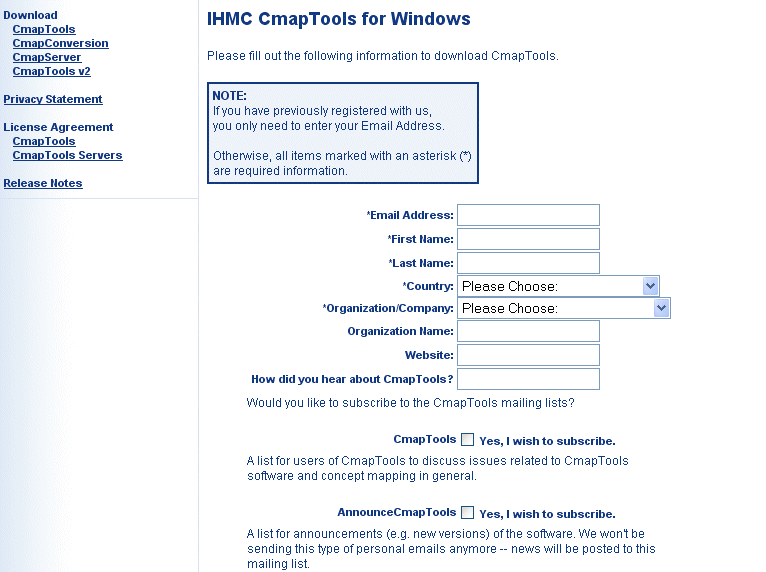 Download
CmapTools
CmapConversion
CmapServer
CmapTools v2
Privacy Statement
License Agreement
CmapTools
CmapTools Servers
Release Notes
IHMC CmapTools for Windows
Please fill out the following information to download CmapTools.
NOTE:
If you have previously registered with us,
you only need to enter your Email Address.
Otherwise, all items marked with an asterisk (*)
are required information.
*Email Address:
*First Name:
*Last Name:
*Country: Please Choose:
*Organization/Company: Please Choose:
Organization Name:
Website:
How did you hear about CmapTools?
Would you like to subscribe to the CmapTools mailing lists?
CmapTools Yes, I wish to subscribe.
A list for users of CmapTools to discuss issues related to CmapTools
software and concept mapping in general.
AnnounceCmapTools Yes, I wish to subscribe.
A list for announcements (e.g. new versions) of the software. We won't be
sending this type of personal emails anymore -- news will be posted to this
mailing list.